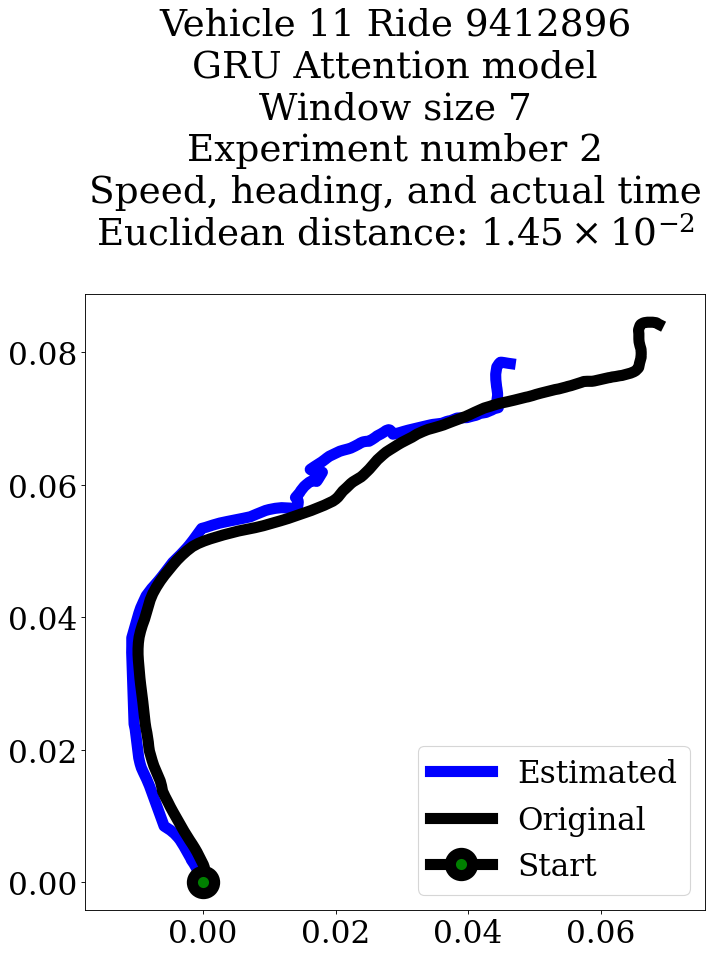 Vehicle 11 Ride 9412896
GRU Attention model
Window size 7
Experiment number 2
Speed, heading, and actual time
Euclidean distance: 1.45 × 10⁻²
0.08
0.06
0.04
0.02
0.00
Estimated
Original
Start
0.00 0.02 0.04 0.06